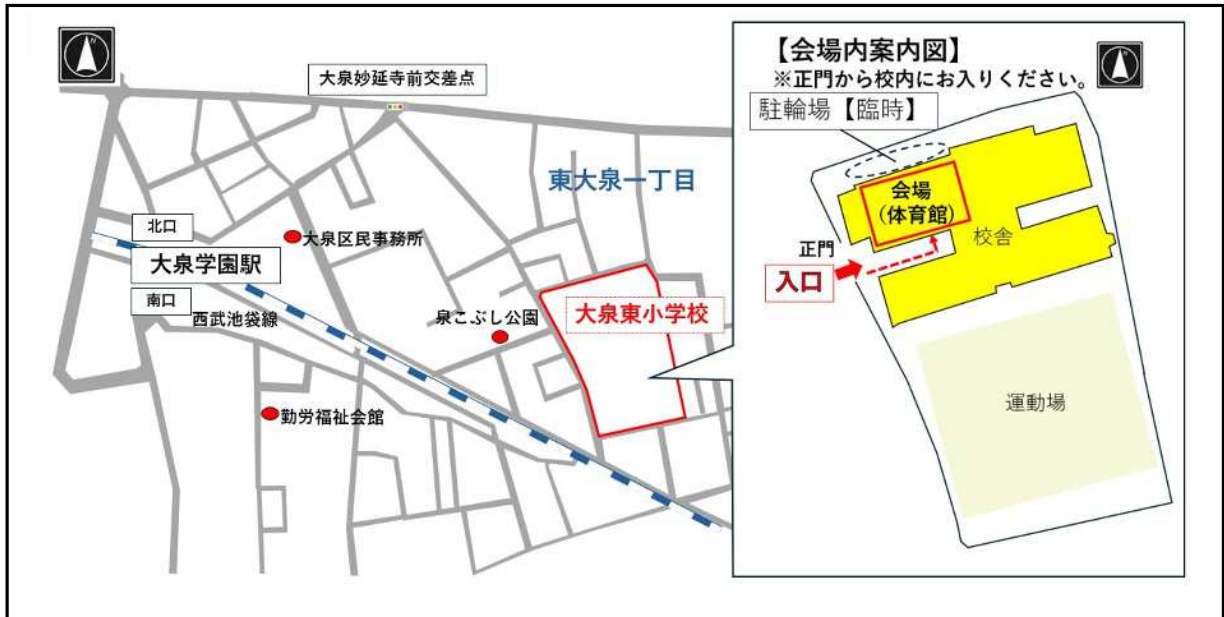 N
大泉妙延寺前交差点
東大泉一丁目
北口
大泉学園駅
南口
西武池袋線
大泉区民事務所
泉こぶし公園
大泉東小学校
勤労福祉会館
【会場内案内図】
※正門から校内にお入りください。
N
駐輪場【臨時】
会場
(体育館)
校舎
正門
入口
運動場